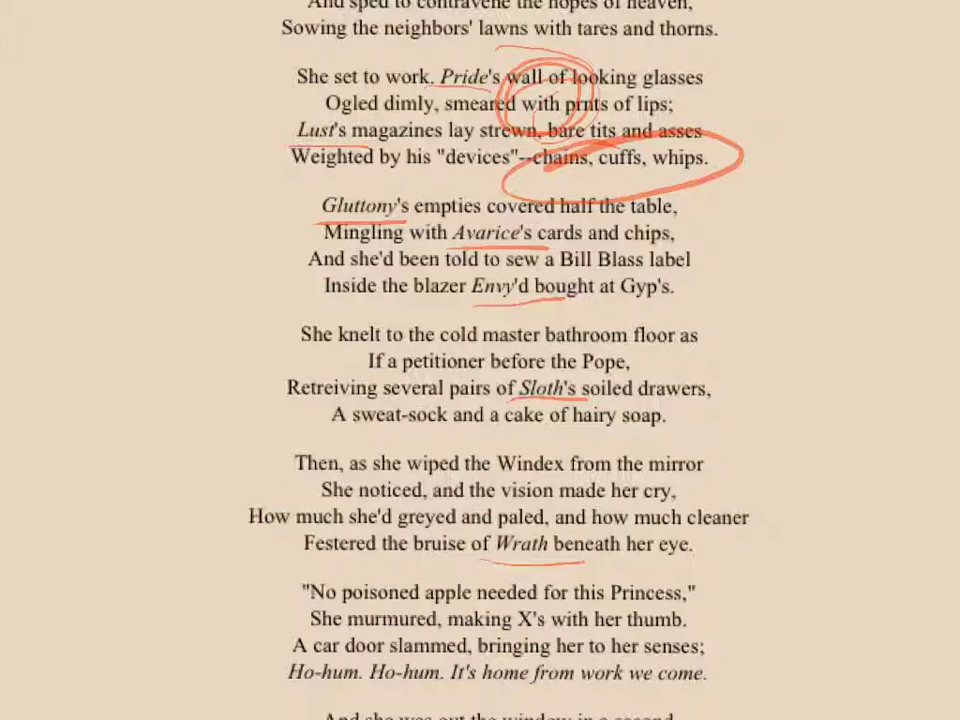 And sped to contravene the hopes of heaven,
Sowing the neighbors' lawns with tares and thorns.
She set to work. Pride's wall of looking glasses
Ogled dimly, smeared with prnts of lips;
Lust's magazines lay strewn, bare tits and asses
Weighted by his "devices"--chains, cuffs, whips.
Gluttony's empties covered half the table,
Mingling with Avarice's cards and chips,
And she'd been told to sew a Bill Blass label
Inside the blazer Envy'd bought at Gyp's.
She knelt to the cold master bathroom floor as
If a petitioner before the Pope,
Retreiving several pairs of Sloth's soiled drawers,
A sweat-sock and a cake of hairy soap.
Then, as she wiped the Windex from the mirror
She noticed, and the vision made her cry,
How much she'd greyed and paled, and how much cleaner
Festered the bruise of Wrath beneath her eye.
"No poisoned apple needed for this Princess,"
She murmured, making X's with her thumb.
A car door slammed, bringing her to her senses;
Ho-hum. Ho-hum. It's home from work we come.
And she was out the window in a second